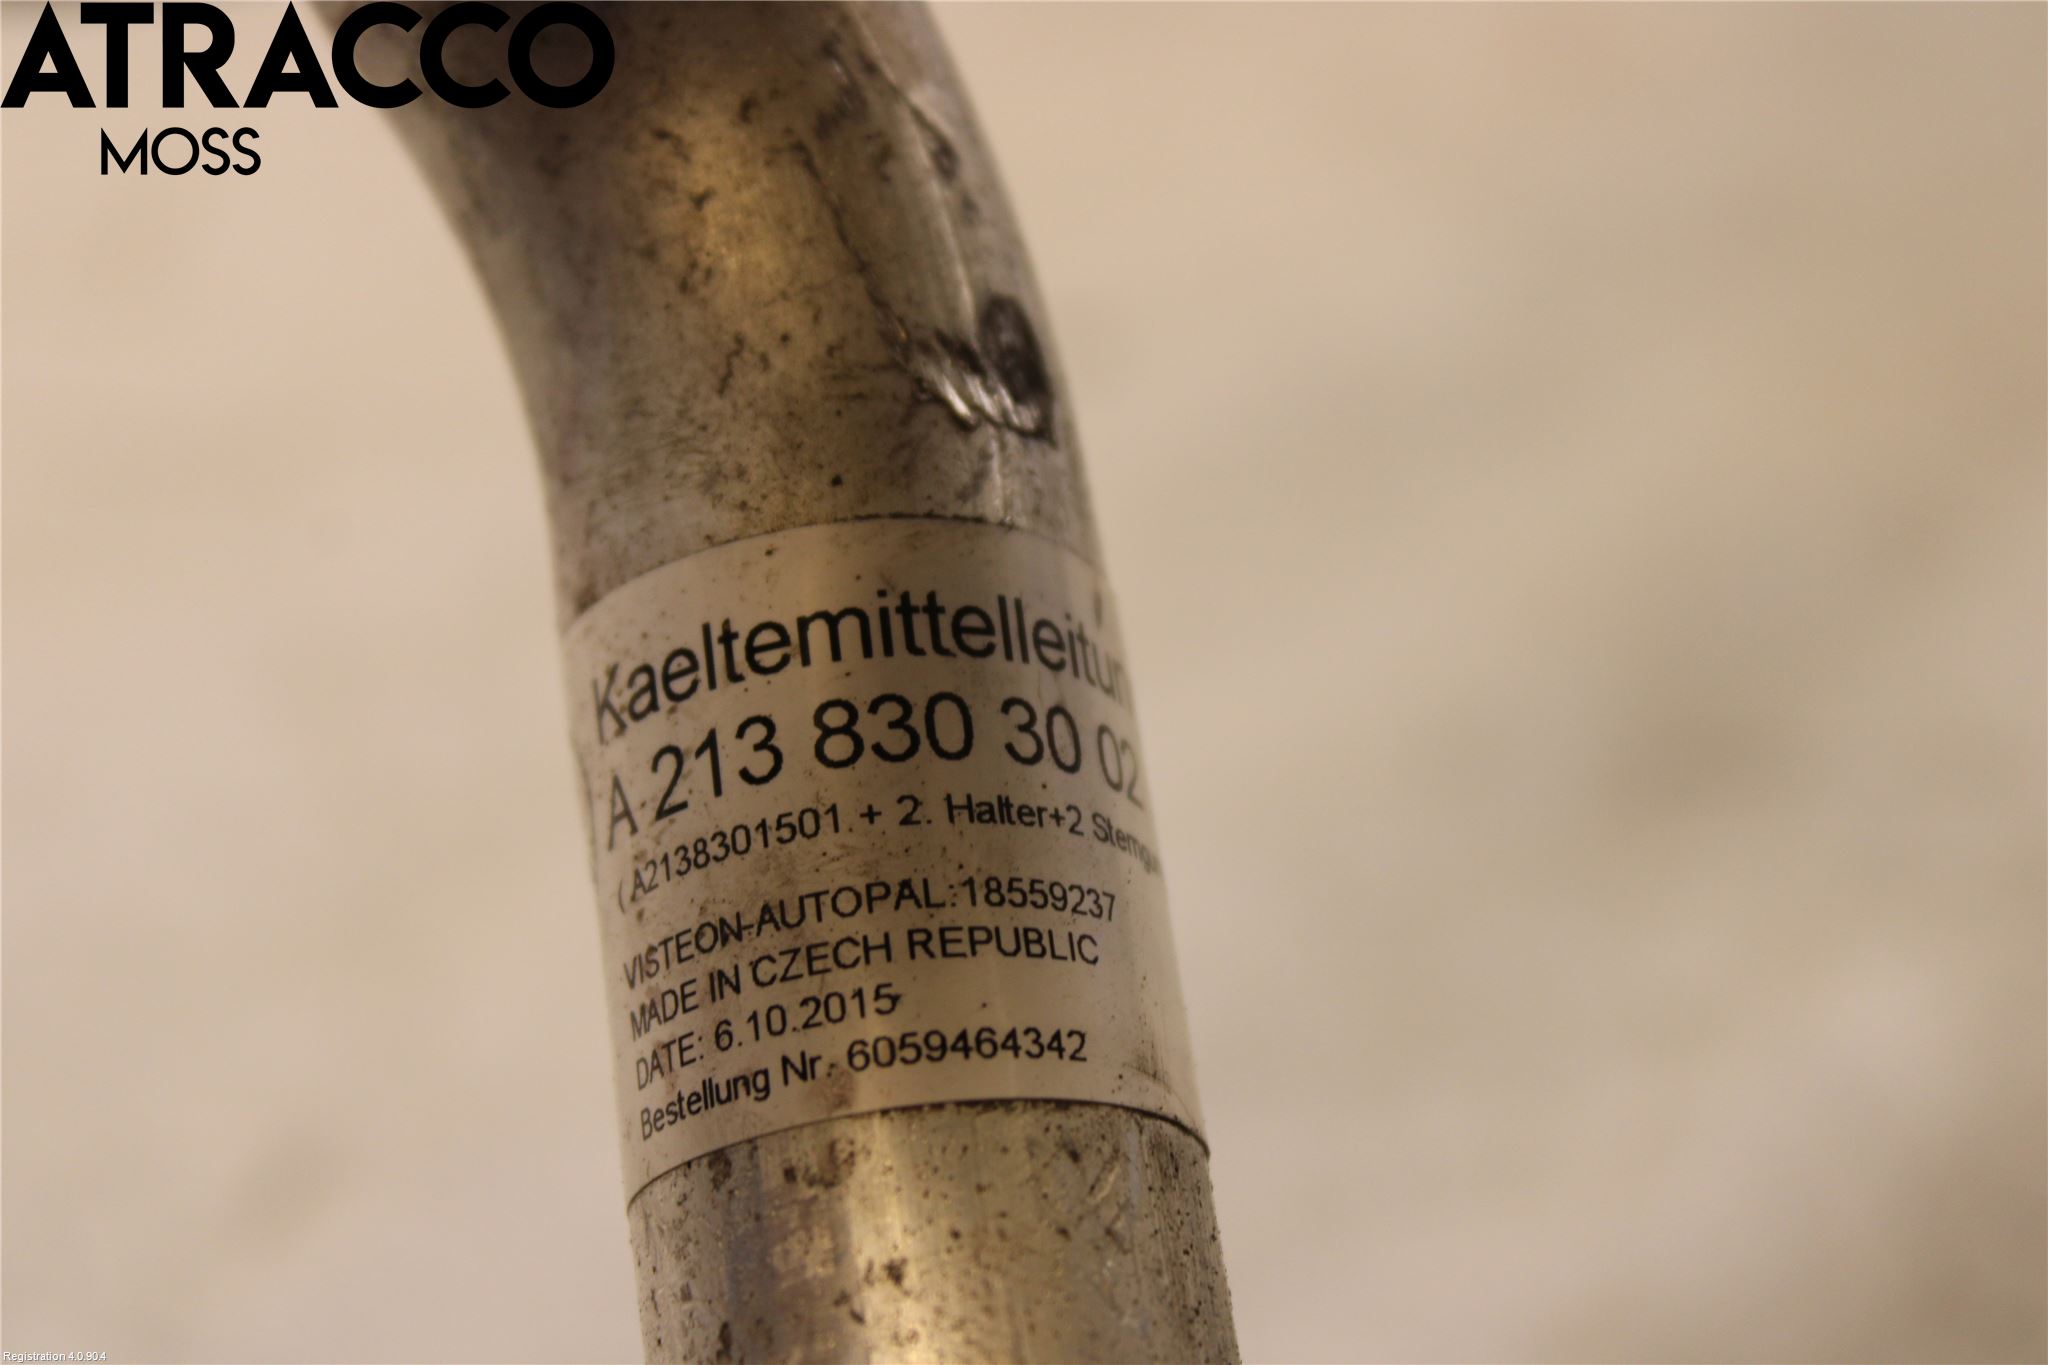 ATRACCO
MOSS
Kaeltemittelleitun
A 213 830 30 02
( A2138301501 + 2. Halter+2
VISTEON-AUTOPAL:18559237
MADE IN CZECH REPUBLIC
DATE: 6.10.2015
Bestellung Nr. 6059464342
Registration 4.0.90.4